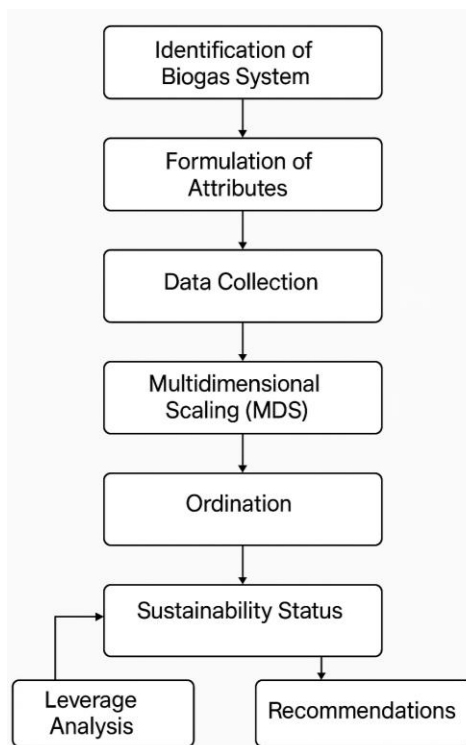 Identification of
Biogas System
Formulation of
Attributes
Data Collection
Multidimensional
Scaling (MDS)
Ordination
Sustainability Status
Leverage
Analysis
Recommendations